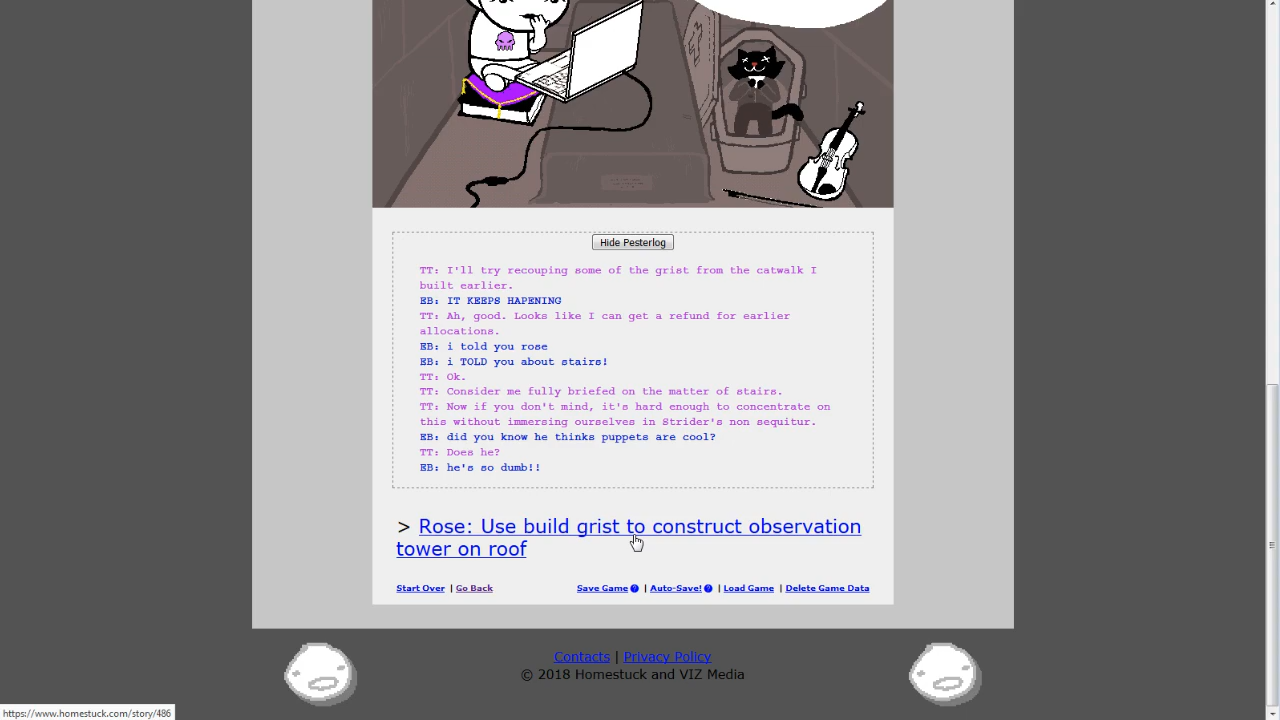 Hide Pesterlog
TT: I'll try recouping some of the grist from the catwalk I
built earlier.
EB: IT KEEPS HAPENING
TT: Ah, good. Looks like I can get a refund for earlier
allocations.
EB: i told you rose
EB: i TOLD you about stairs!
TT: Ok.
TT: Consider me fully briefed on the matter of stairs.
TT: Now if you don't mind, it's hard enough to concentrate on
this without immersing ourselves in Strider's non sequitur.
EB: did you know he thinks puppets are cool?
TT: Does he?
EB: he's so dumb!!
> Rose: Use build grist to construct observation
tower on roof
Start Over | Go Back Save Game ? | Auto-Save! ? | Load Game | Delete Game Data
Contacts | Privacy Policy
© 2018 Homestuck and VIZ Media
https://www.homestuck.com/story/486